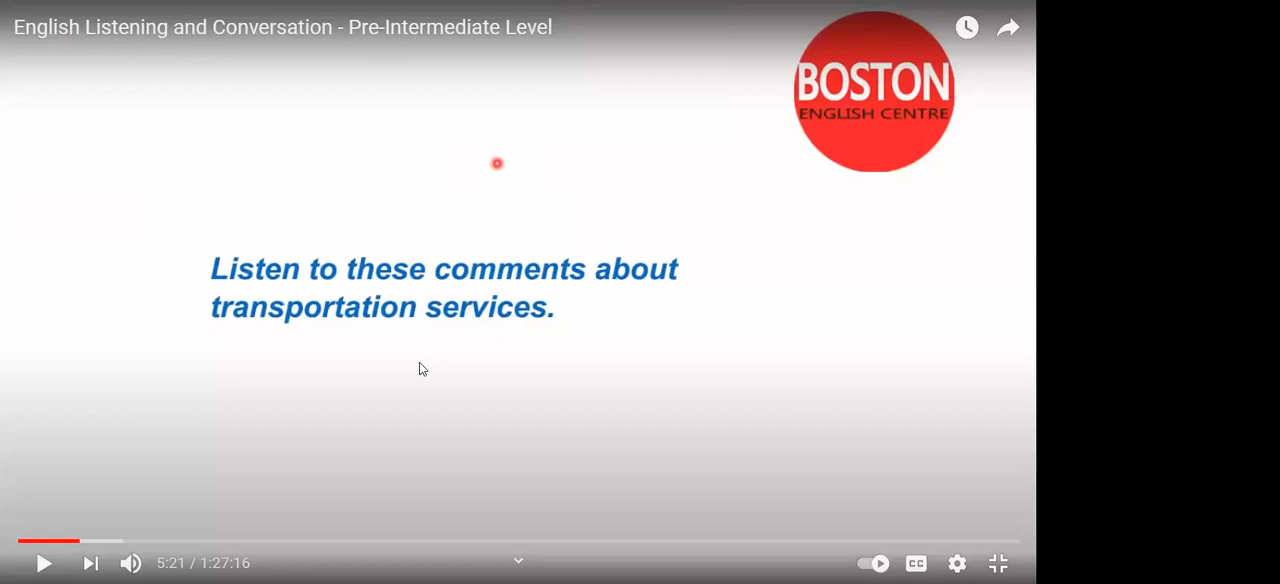 English Listening and Conversation - Pre-Intermediate Level
BOSTON
ENGLISH CENTRE
Listen to these comments about
transportation services.
5:21 / 1:27:16
CC